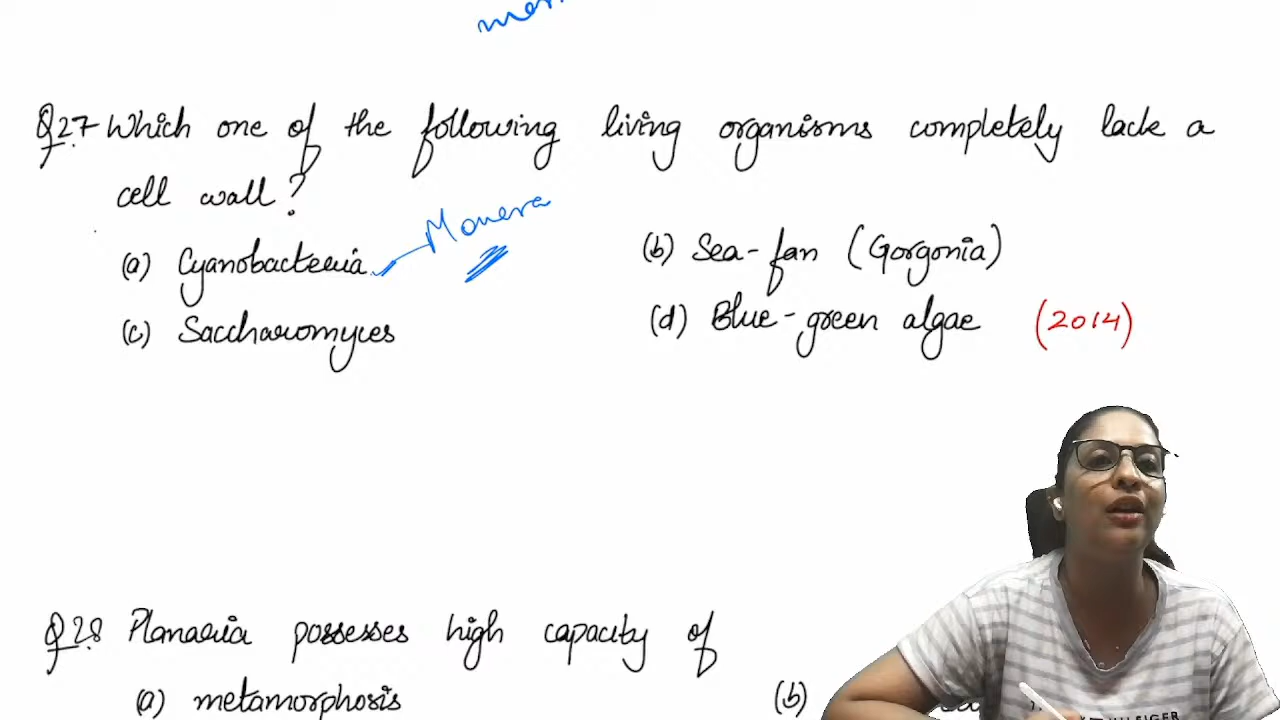 Q27. Which one of the following living organisms completely lack a
cell wall?
(a) Cyanobacteria
Monera
(b) Sea-fan (Gorgonia)
(c) Saccharomyces
(d) Blue-green algae (2014)
Q28. Planaria possesses high capacity of
(a) metamorphosis
(b)